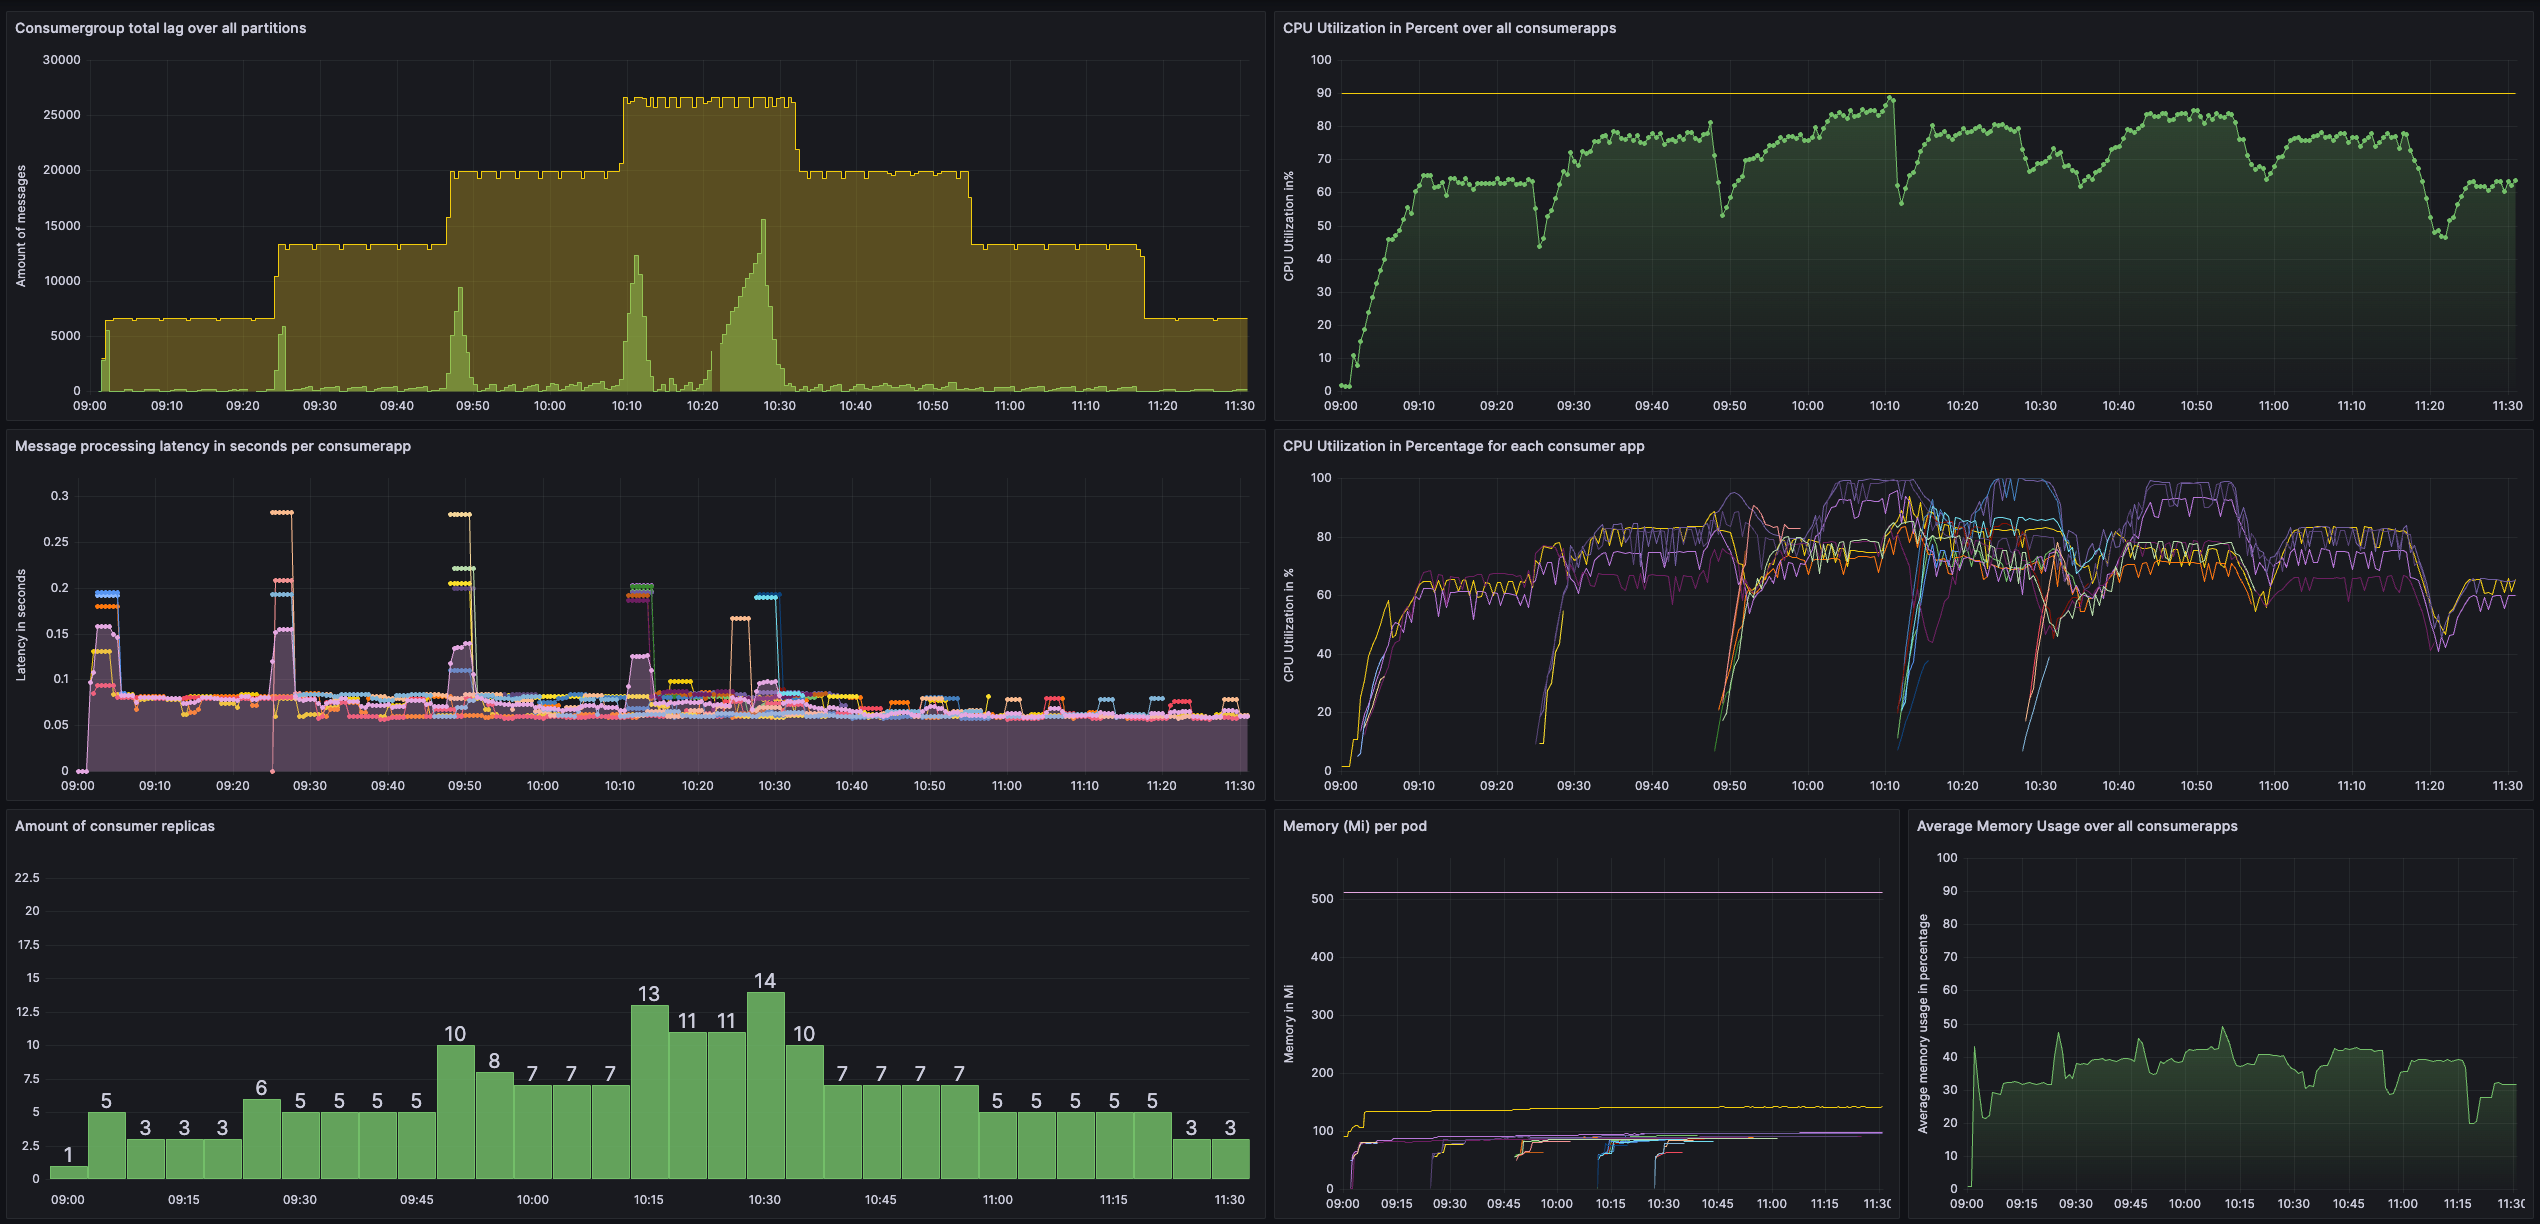 Consumergroup total lag over all partitions
Amount of messages
30000
25000
20000
15000
10000
5000
0
09:00 09:10 09:20 09:30 09:40 09:50 10:00 10:10 10:20 10:30 10:40 10:50 11:00 11:10 11:20 11:30
CPU Utilization in Percent over all consumerapps
CPU Utilization in%
100
90
80
70
60
50
40
30
20
10
0
09:00 09:10 09:20 09:30 09:40 09:50 10:00 10:10 10:20 10:30 10:40 10:50 11:00 11:10 11:20 11:30
Message processing latency in seconds per consumerapp
Latency in seconds
0.3
0.25
0.2
0.15
0.1
0.05
0
09:00 09:10 09:20 09:30 09:40 09:50 10:00 10:10 10:20 10:30 10:40 10:50 11:00 11:10 11:20 11:30
CPU Utilization in Percentage for each consumer app
CPU Utilization in %
100
80
60
40
20
0
09:00 09:10 09:20 09:30 09:40 09:50 10:00 10:10 10:20 10:30 10:40 10:50 11:00 11:10 11:20 11:30
Amount of consumer replicas
22.5
20
17.5
15
12.5
10
7.5
5
2.5
0
1 5 3 3 3 6 5 5 5 5 10 8 7 7 7 13 11 11 14 10 7 7 7 7 5 5 5 5 5 3 3
09:00 09:15 09:30 09:45 10:00 10:15 10:30 10:45 11:00 11:15 11:30
Memory (Mi) per pod
Memory in Mi
500
400
300
200
100
0
09:00 09:15 09:30 09:45 10:00 10:15 10:30 10:45 11:00 11:15 11:30
Average Memory Usage over all consumerapps
Average memory usage in percentage
100
90
80
70
60
50
40
30
20
10
0
09:00 09:15 09:30 09:45 10:00 10:15 10:30 10:45 11:00 11:15 11:30